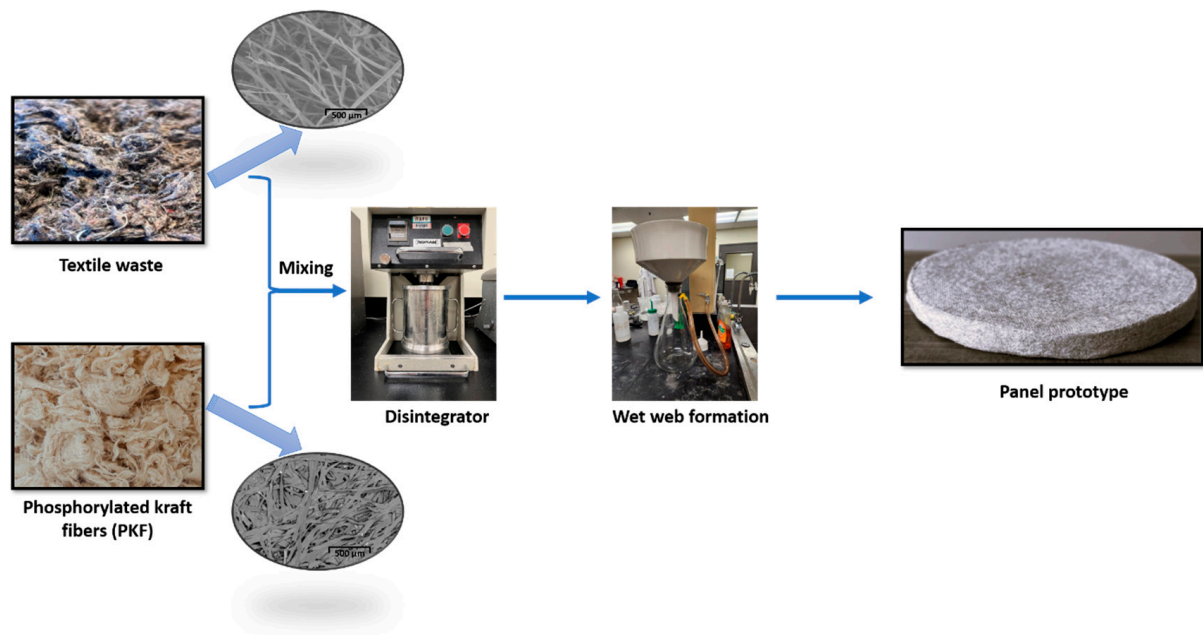 500 µm
Textile waste
Mixing
Disintegrator
Wet web formation
Panel prototype
Phosphorylated kraft
fibers (PKF)
500 µm